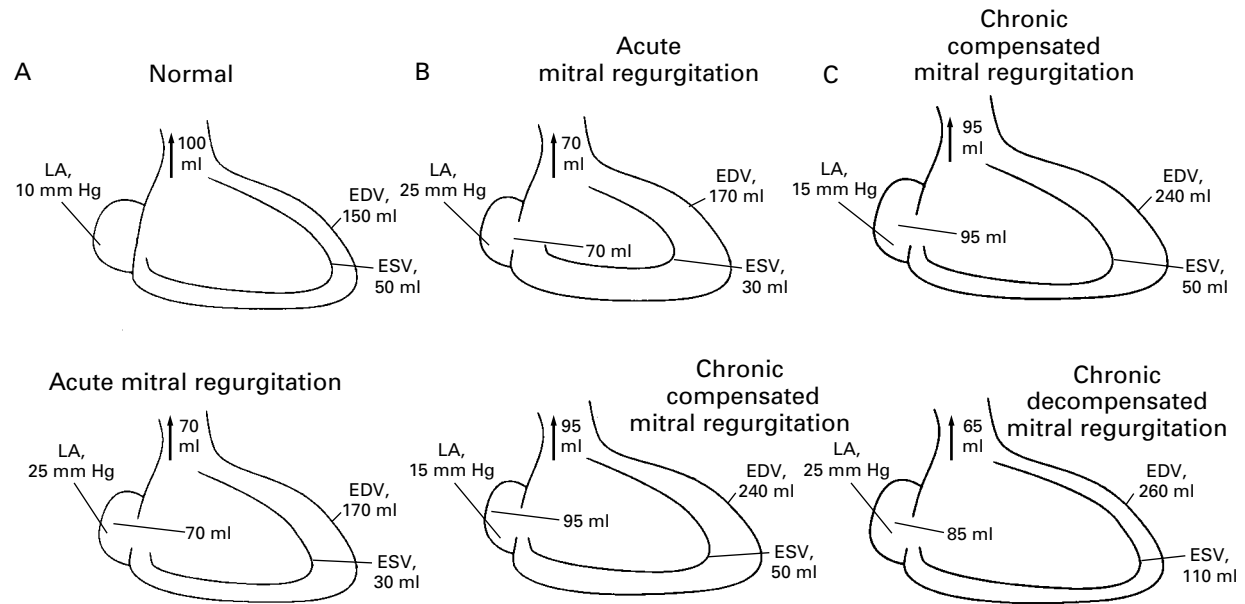 A
Normal
100
ml
LA,
10 mm Hg
EDV,
150 ml
ESV,
50 ml
Acute mitral regurgitation
70
ml
LA,
25 mm Hg
70 ml
EDV,
170 ml
ESV,
30 ml
B
Acute
mitral regurgitation
70
ml
LA,
25 mm Hg
70 ml
EDV,
170 ml
ESV,
30 ml
Chronic
compensated
mitral regurgitation
95
ml
LA,
15 mm Hg
95 ml
EDV,
240 ml
ESV,
50 ml
C
Chronic
compensated
mitral regurgitation
95
ml
LA,
15 mm Hg
95 ml
EDV,
240 ml
ESV,
50 ml
Chronic
decompensated
mitral regurgitation
65
ml
LA,
25 mm Hg
85 ml
EDV,
260 ml
ESV,
110 ml